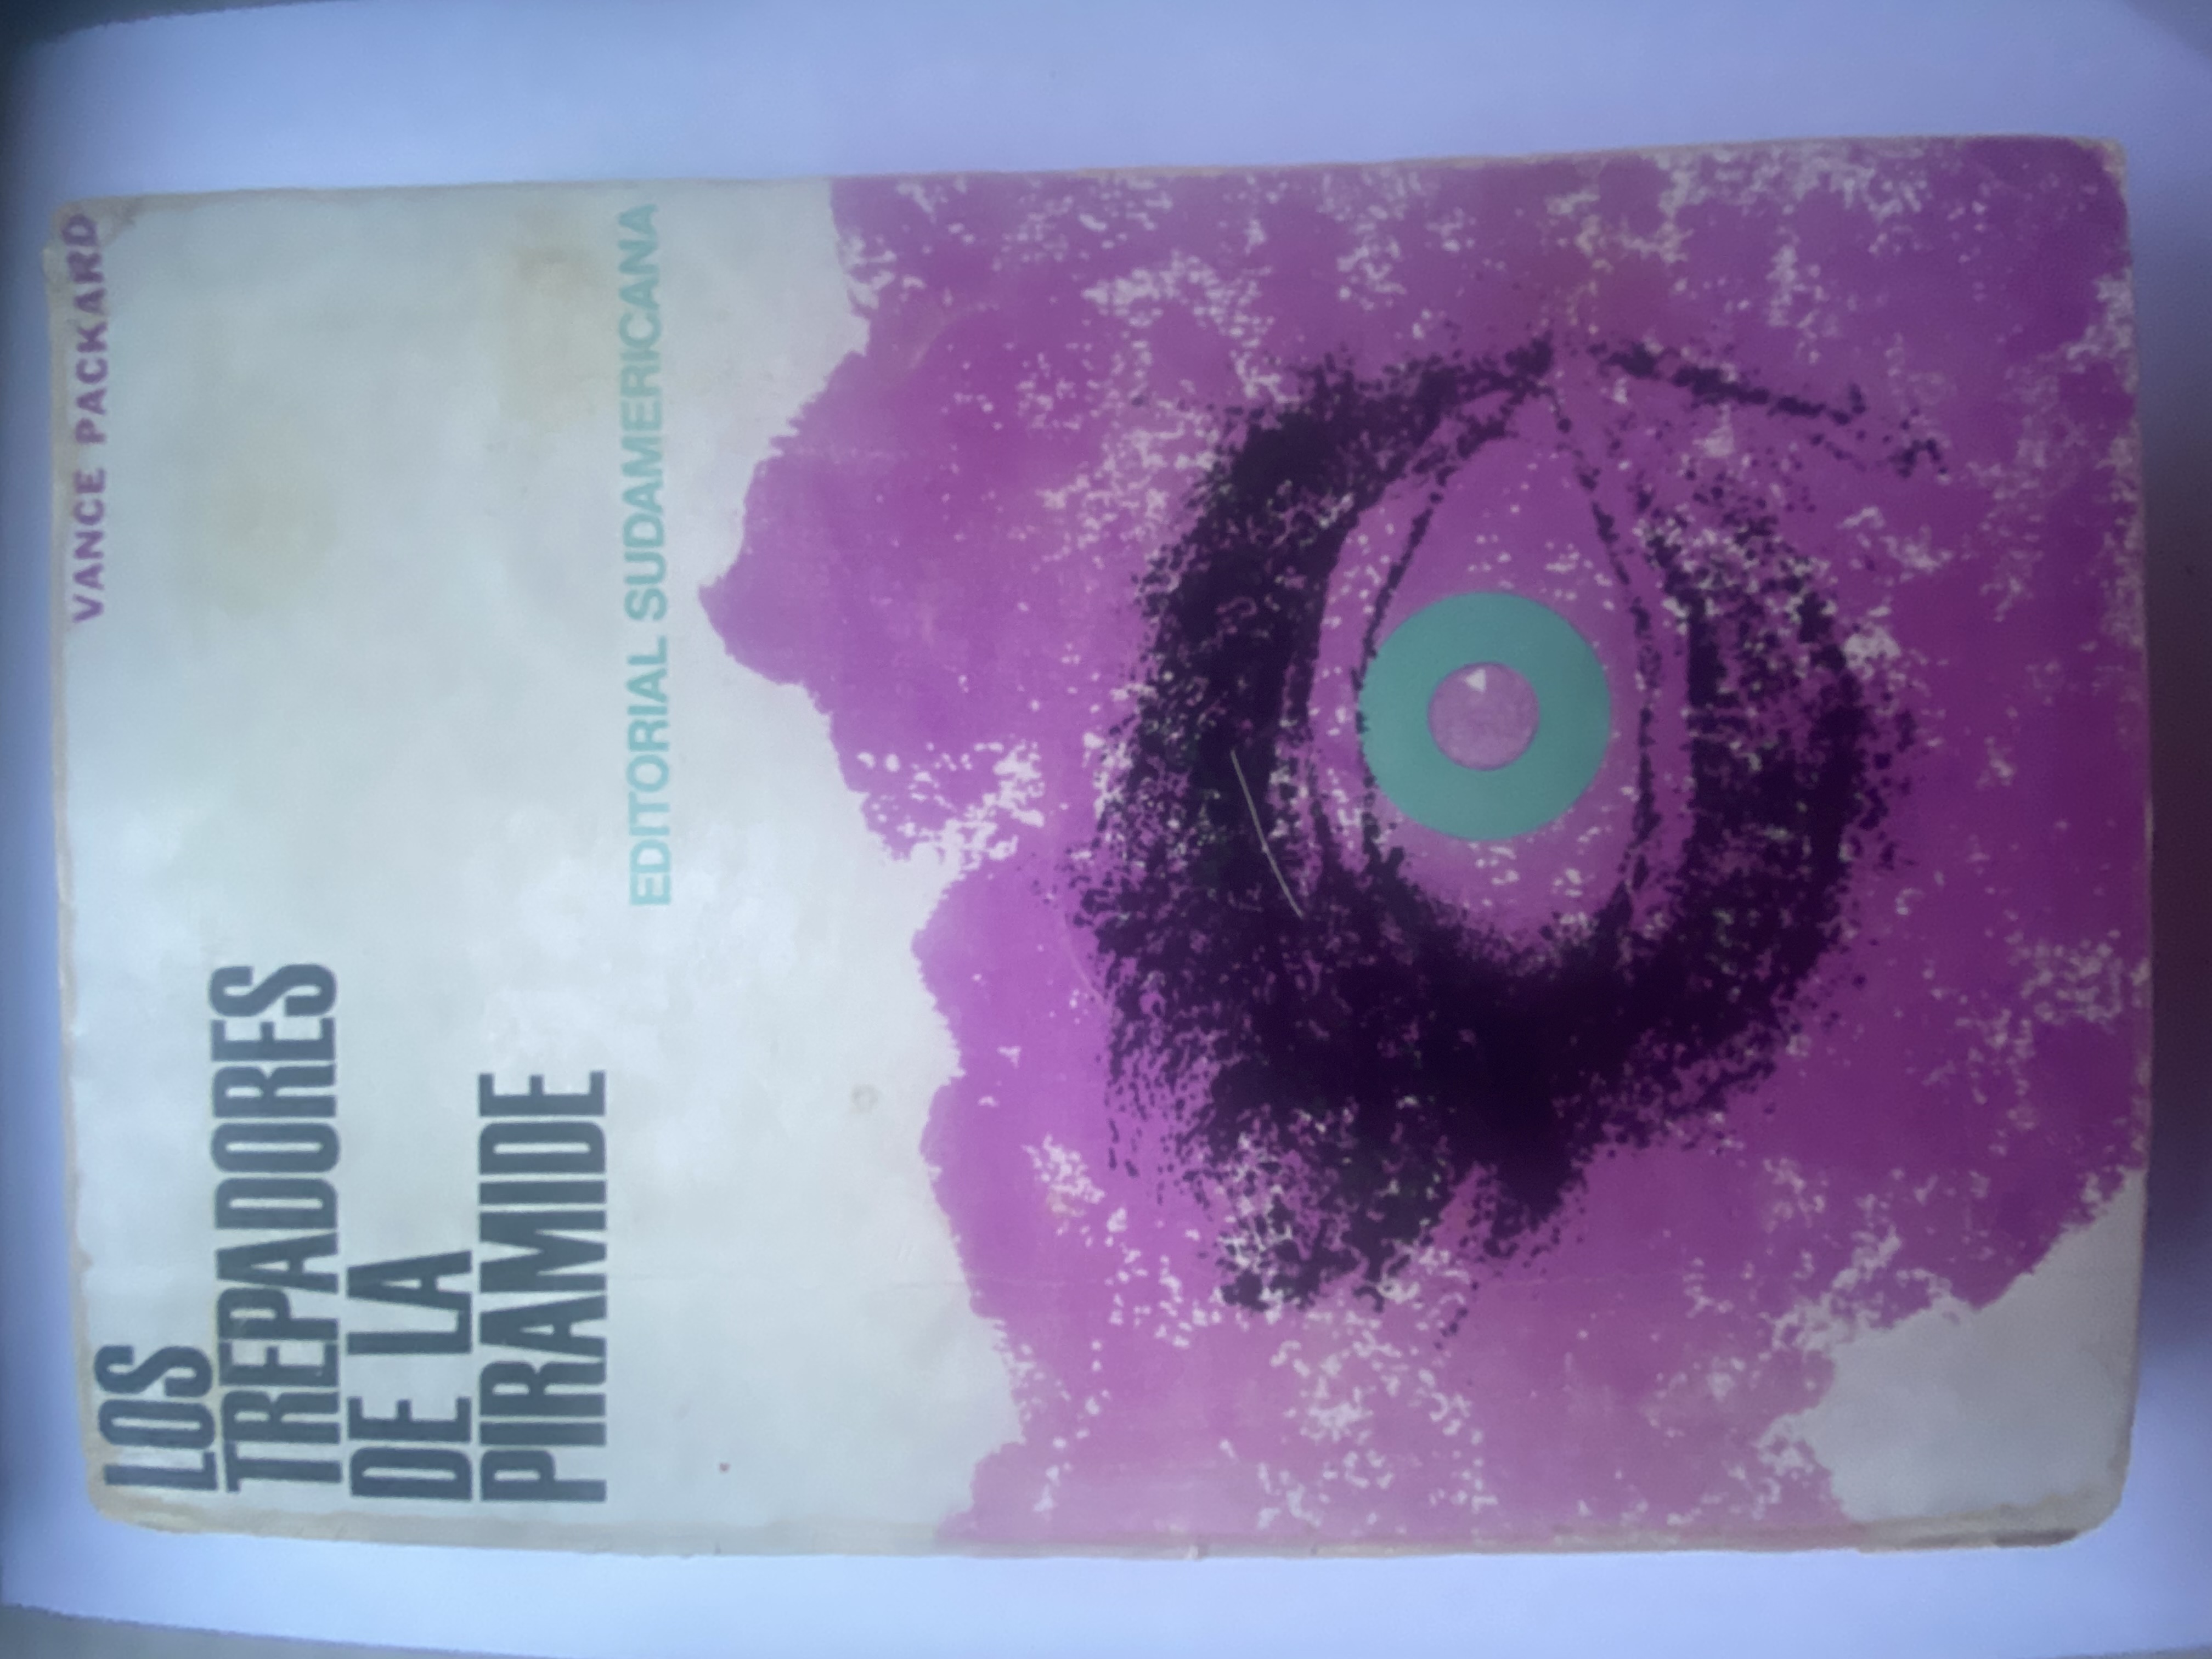 VANCE PACKARD
LOS
TREPADORES
DE LA
PIRAMIDE
EDITORIAL SUDAMERICANA